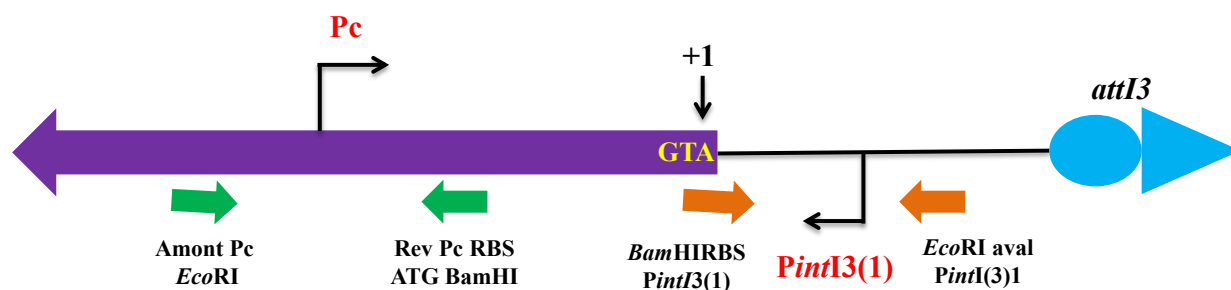 Pc
+1
attI3
GTA
Amont Pc
EcoRI
Rev Pc RBS
ATG BamHI
BamHIRBS
PintI3(1)
PintI3(1)
EcoRI aval
PintI(3)1